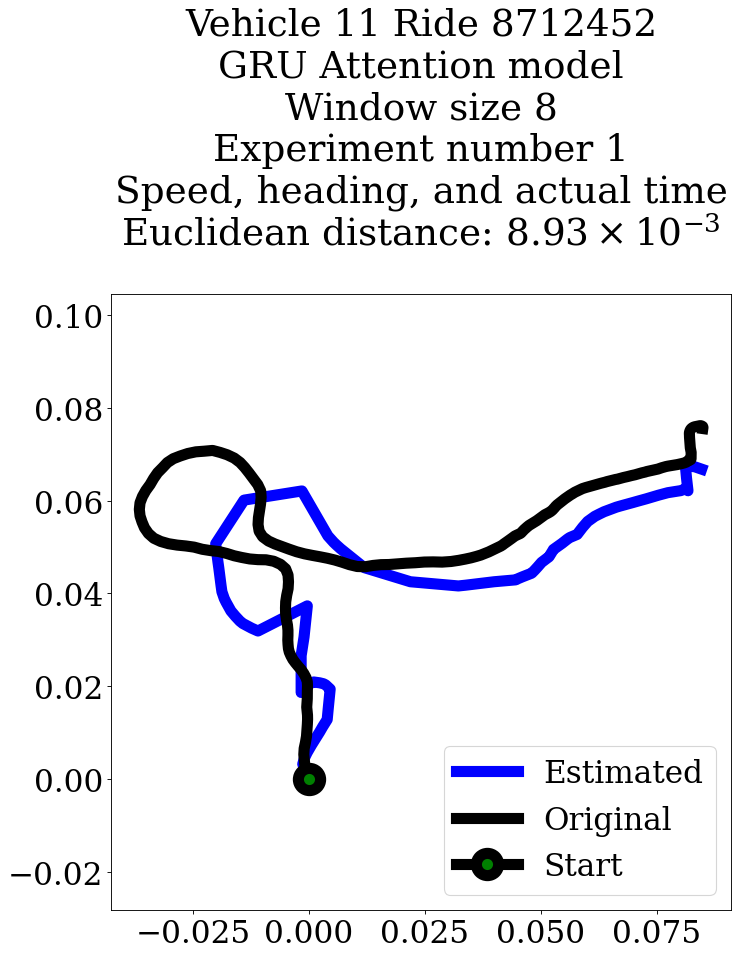 Vehicle 11 Ride 8712452
GRU Attention model
Window size 8
Experiment number 1
Speed, heading, and actual time
Euclidean distance: 8.93 × 10⁻³
0.10
0.08
0.06
0.04
0.02
0.00
−0.02
Estimated
Original
Start
−0.025 0.000 0.025 0.050 0.075